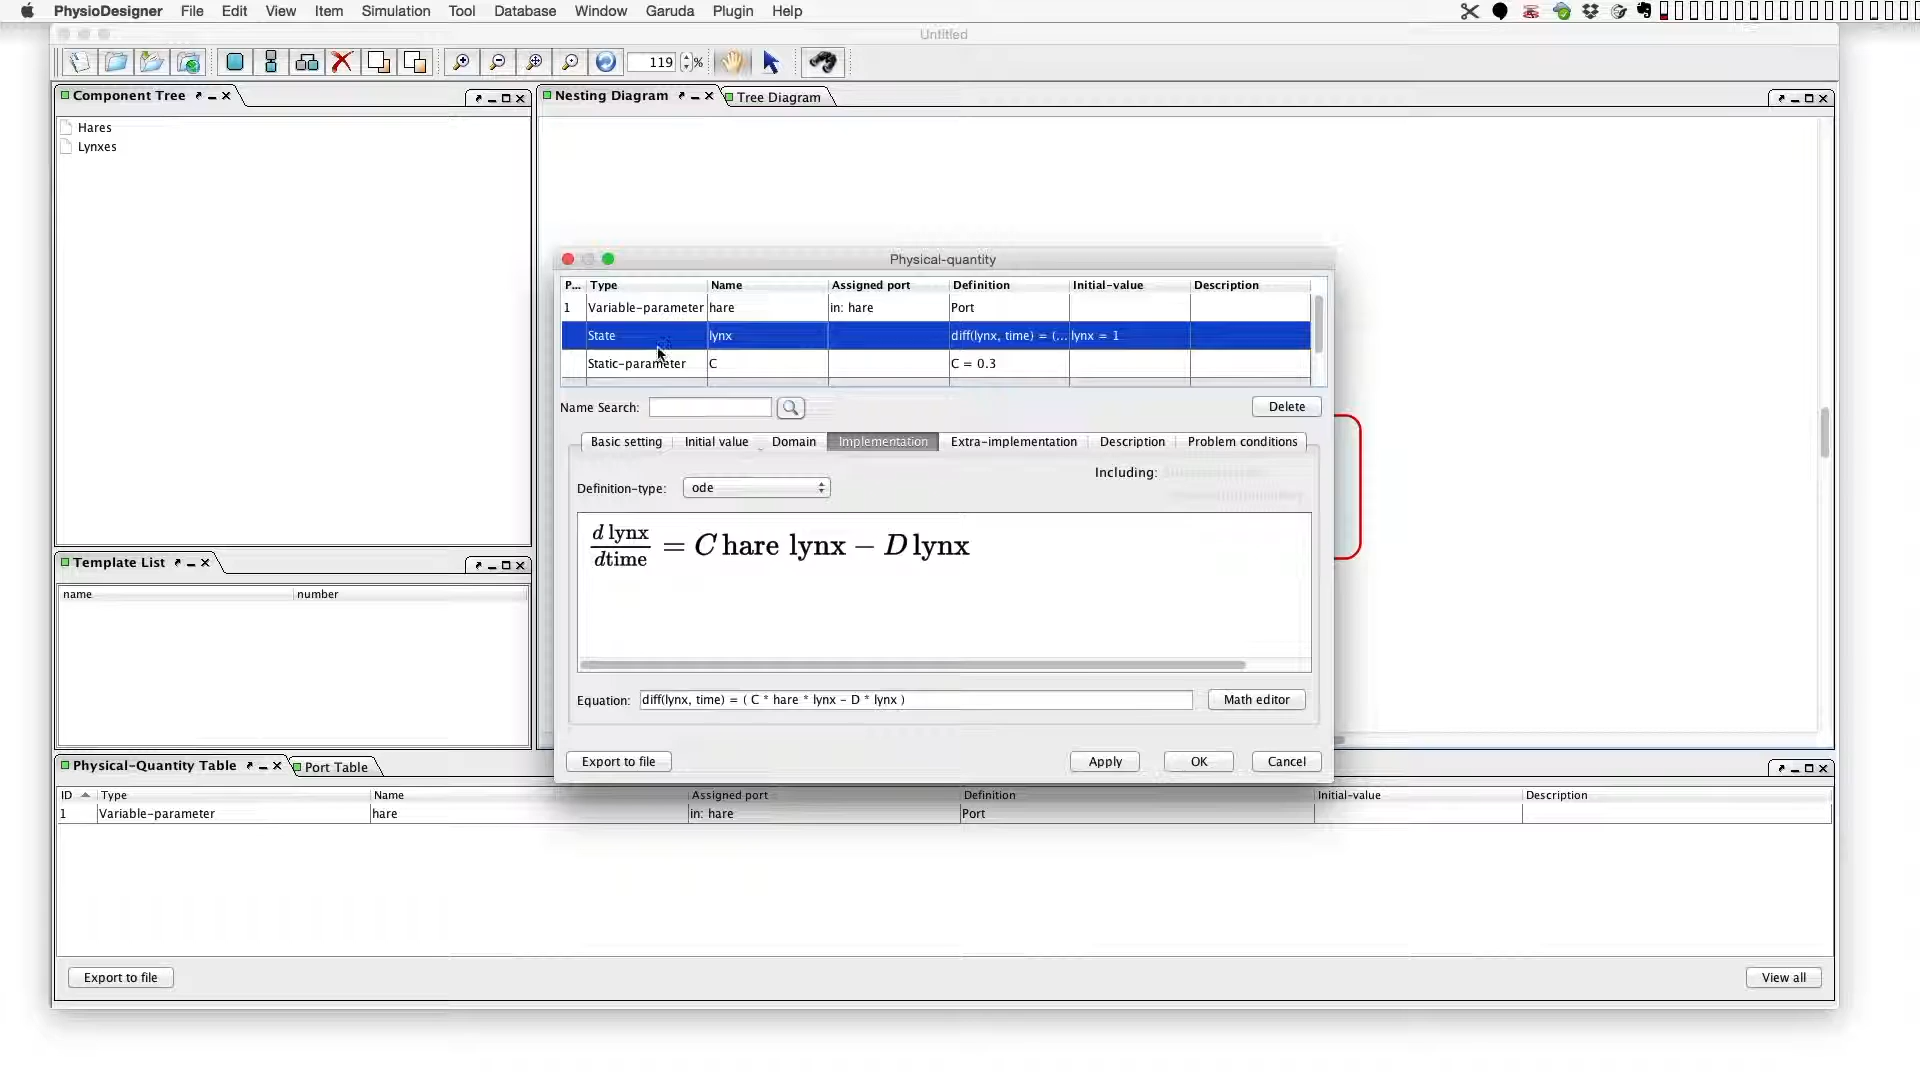 PhysioDesigner File Edit View Item Simulation Tool Database Window Garuda Plugin Help
Untitled
119 %
Component Tree
Nesting Diagram
Tree Diagram
Hares
Lynxes
Physical-quantity
P... Type Name Assigned port Definition Initial-value Description
1 Variable-parameter hare in: hare Port
State lynx diff(lynx, time) = (... lynx = 1
Static-parameter C C = 0.3
Name Search:
Delete
Basic setting Initial value Domain Implementation Extra-implementation Description Problem conditions
Including:
Definition-type: ode
d lynx
dtime = C hare lynx − D lynx
Template List
name number
Equation: diff(lynx, time) = ( C * hare * lynx - D * lynx ) Math editor
Export to file Apply OK Cancel
Physical-Quantity Table
Port Table
ID Type Name Assigned port Definition Initial-value Description
1 Variable-parameter hare in: hare Port
Export to file View all